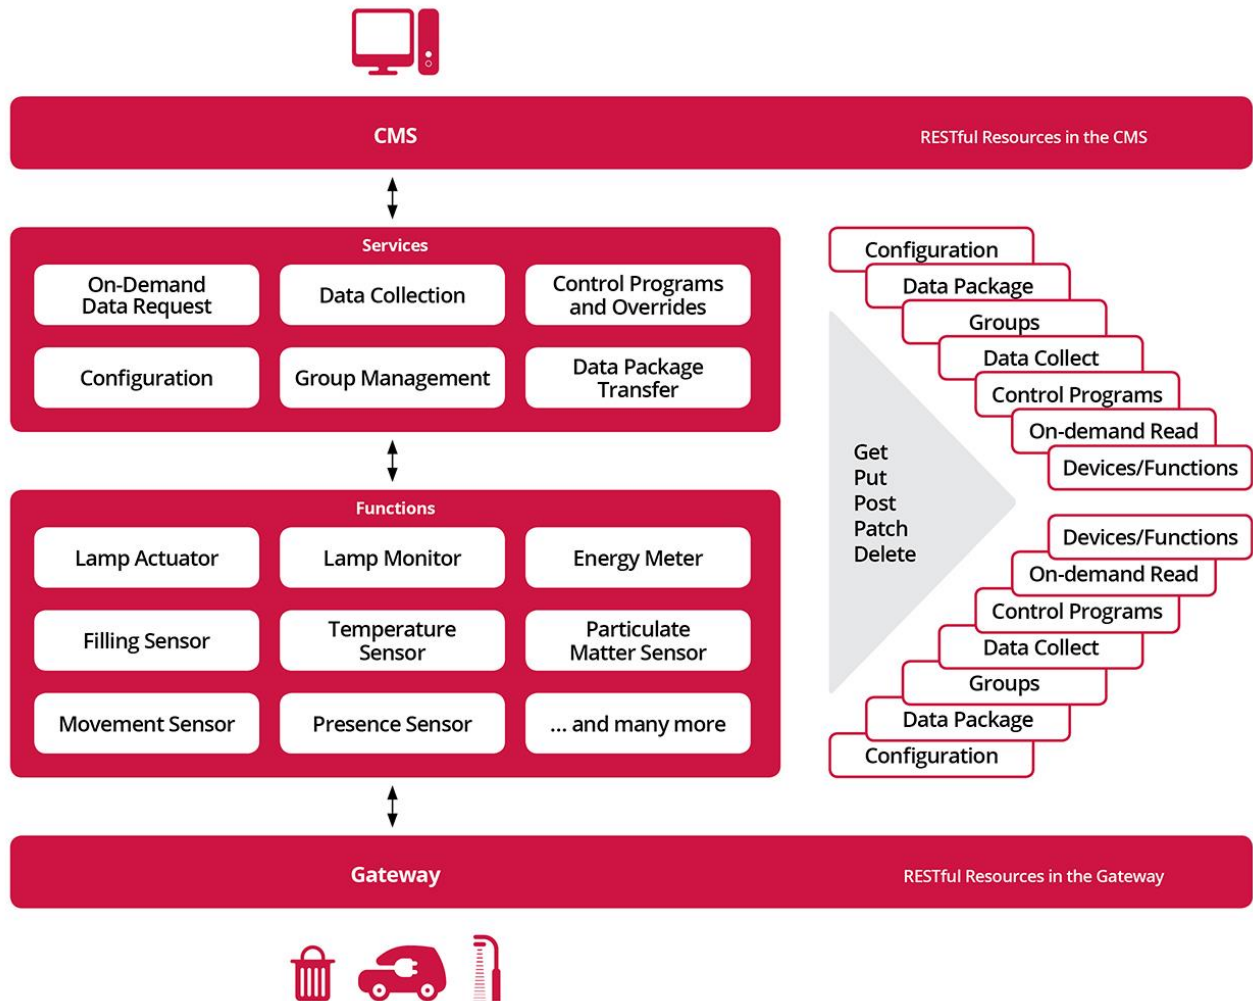 CMS
RESTful Resources in the CMS
Services
On-Demand
Data Request
Data Collection
Control Programs
and Overrides
Configuration
Group Management
Data Package
Transfer
Functions
Lamp Actuator
Lamp Monitor
Energy Meter
Filling Sensor
Temperature
Sensor
Particulate
Matter Sensor
Movement Sensor
Presence Sensor
... and many more
Configuration
Data Package
Groups
Data Collect
Control Programs
On-demand Read
Devices/Functions
Get
Put
Post
Patch
Delete
Devices/Functions
On-demand Read
Control Programs
Data Collect
Groups
Data Package
Configuration
Gateway
RESTful Resources in the Gateway